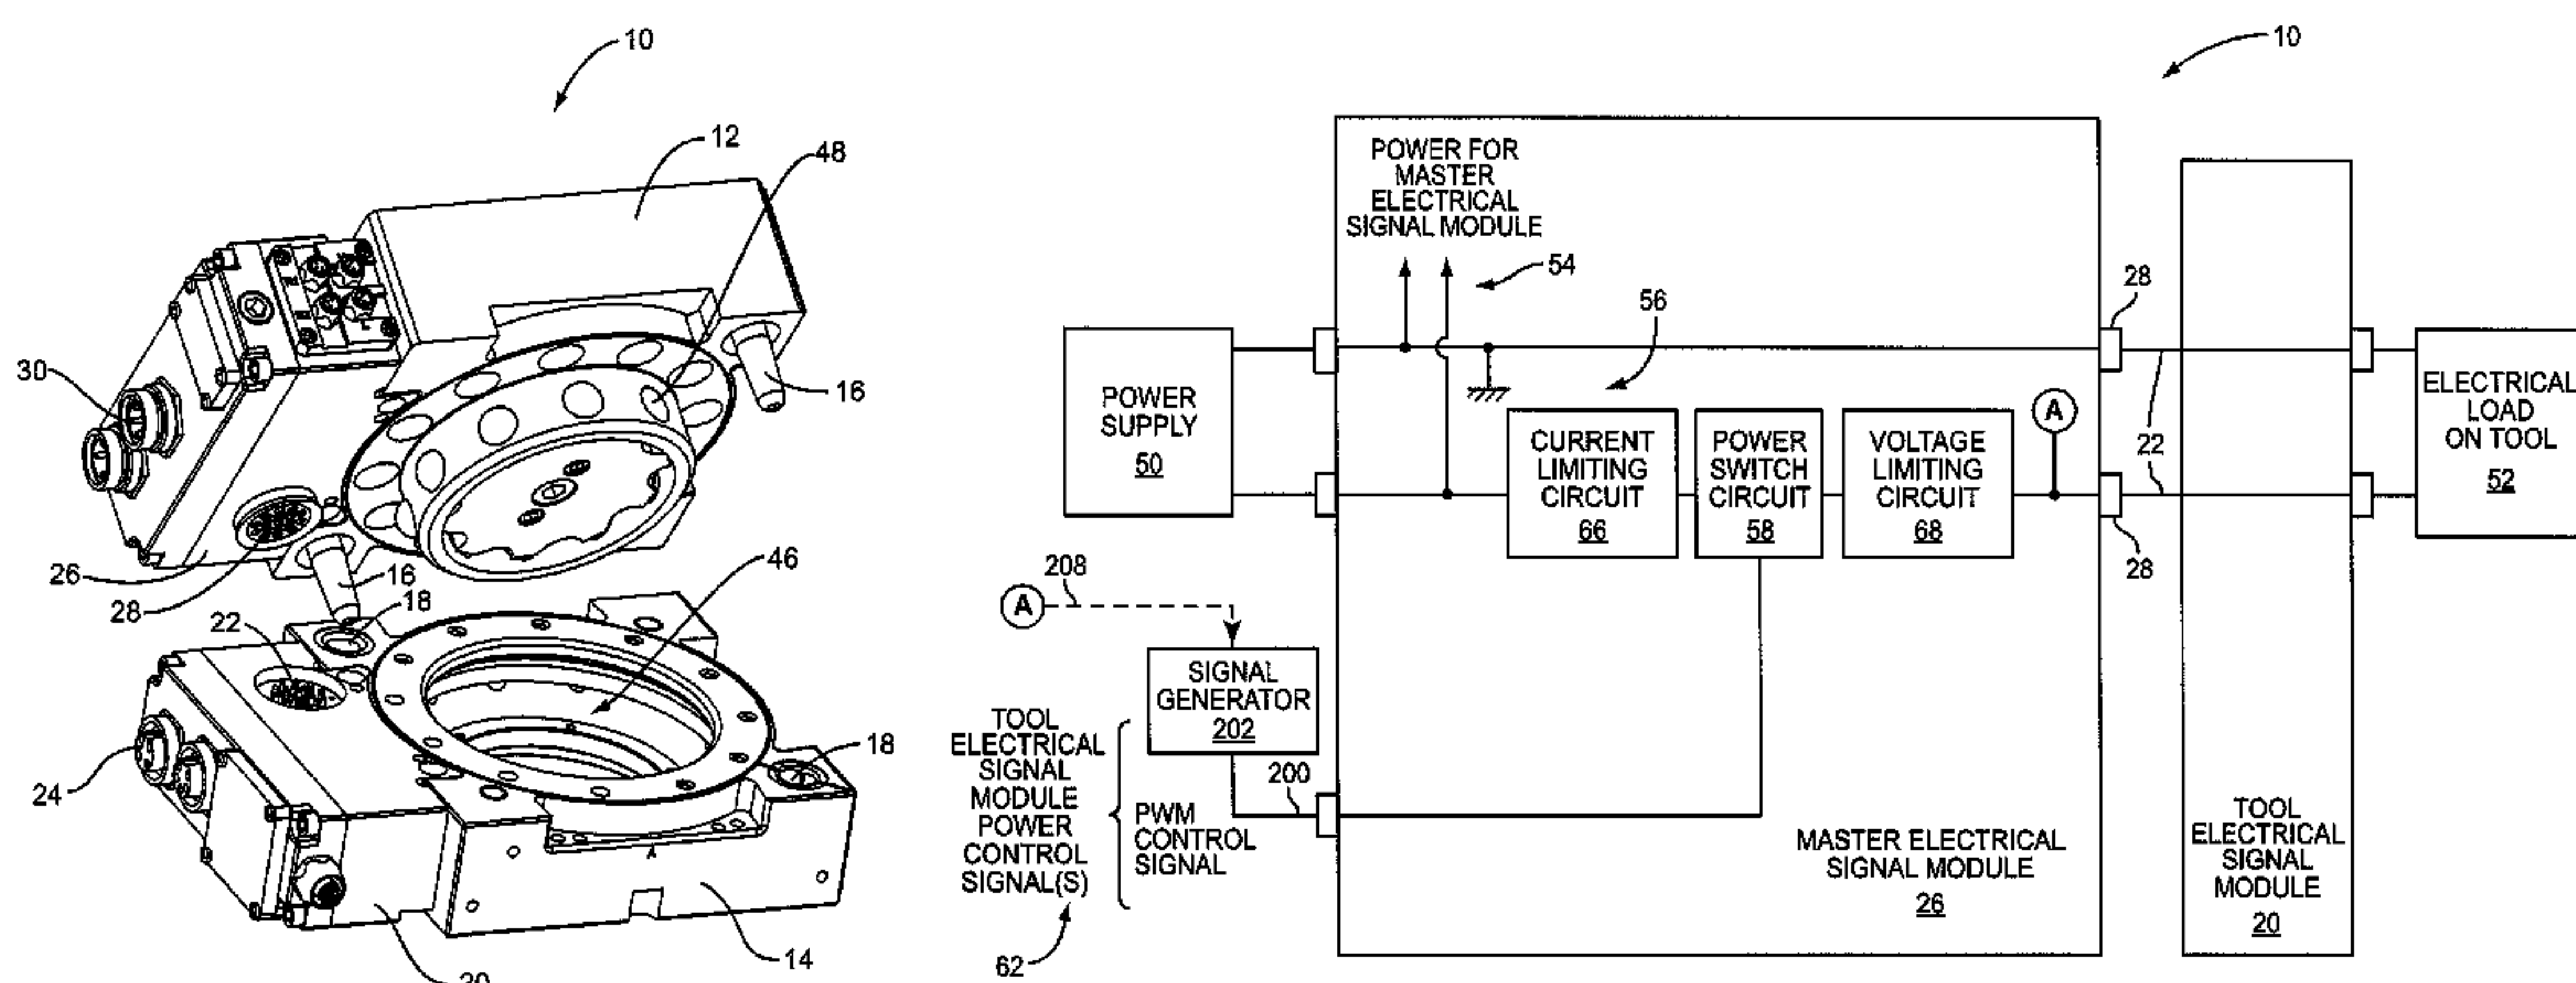 10
12
48
30
16
26
16
28
18
22
46
18
24
14
10
POWER FOR
MASTER
ELECTRICAL
SIGNAL MODULE
54
56
28
POWER
SUPPLY
50
CURRENT
LIMITING
CIRCUIT
66
POWER
SWITCH
CIRCUIT
58
VOLTAGE
LIMITING
CIRCUIT
68
A
22
28
ELECTRICAL
LOAD
ON TOOL
52
A
208
SIGNAL
GENERATOR
202
200
TOOL
ELECTRICAL
SIGNAL
MODULE
POWER
CONTROL
SIGNAL(S)
62
PWM
CONTROL
SIGNAL
MASTER ELECTRICAL
SIGNAL MODULE
26
TOOL
ELECTRICAL
SIGNAL
MODULE
20